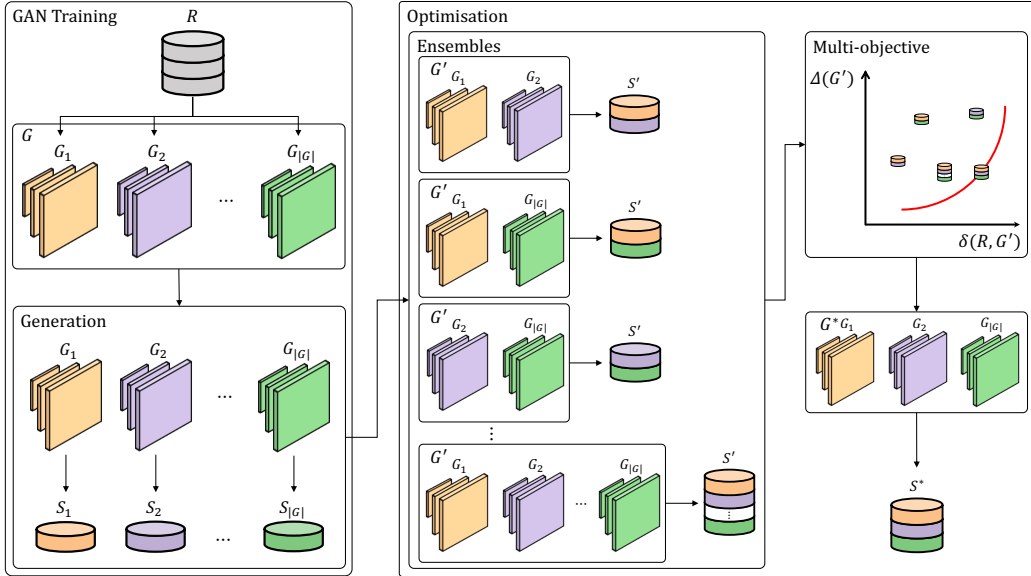 GAN Training
R
G
G₁ G₂ ... G|G|
Generation
G₁ G₂ ... G|G|
S₁ S₂ ... S|G|
Optimisation
Ensembles
G′ G₁ G₂ S′
G′ G₁ G|G| S′
G′ G₂ G|G| S′
⋮
G′ G₁ G₂ ... G|G| S′
⋮
Multi-objective
Δ(G′)
δ(R, G′)
G* G₁ G₂ G|G|
S*